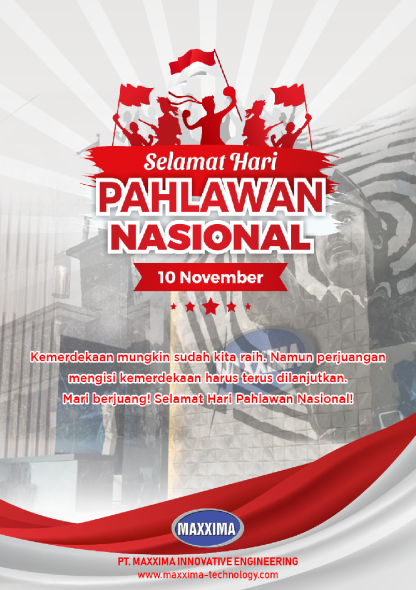 Selamat Hari
PAHLAWAN
NASIONAL
10 November
Kemerdekaan mungkin sudah kita raih. Namun perjuangan
mengisi kemerdekaan harus terus dilanjutkan.
Mari berjuang! Selamat Hari Pahlawan Nasional!
MAXXIMA
PT. MAXXIMA INNOVATIVE ENGINEERING
www.maxxima-technology.com